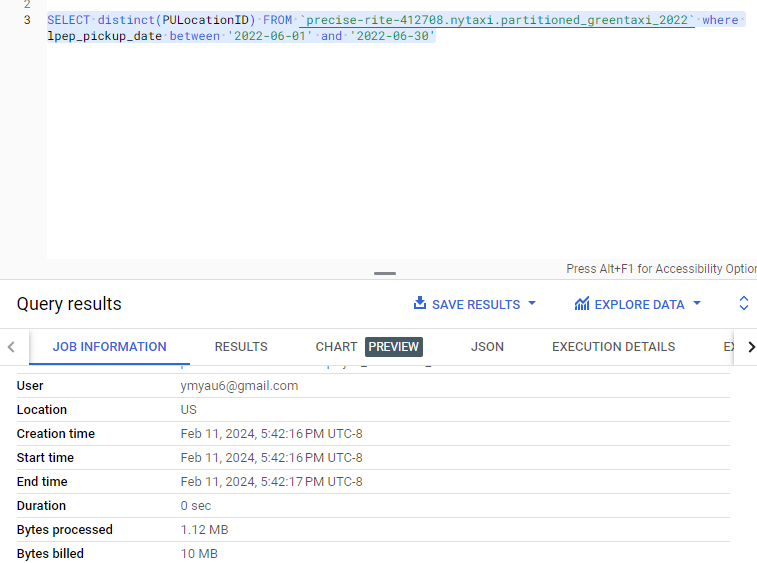 2
3 SELECT distinct(PULocationID) FROM `precise-rite-412708.nytaxi.partitioned_greentaxi_2022` where
lpep_pickup_date between '2022-06-01' and '2022-06-30'
Press Alt+F1 for Accessibility Option
Query results SAVE RESULTS EXPLORE DATA
JOB INFORMATION RESULTS CHART PREVIEW JSON EXECUTION DETAILS
User ymyau6@gmail.com
Location US
Creation time Feb 11, 2024, 5:42:16 PM UTC-8
Start time Feb 11, 2024, 5:42:16 PM UTC-8
End time Feb 11, 2024, 5:42:17 PM UTC-8
Duration 0 sec
Bytes processed 1.12 MB
Bytes billed 10 MB